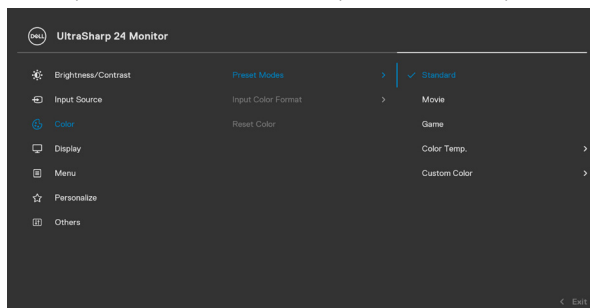 DELL UltraSharp 24 Monitor
Brightness/Contrast
Preset Modes
Standard
Input Source
Input Color Format
Movie
Color
Reset Color
Game
Display
Color Temp.
Menu
Custom Color
Personalize
Others
Exit